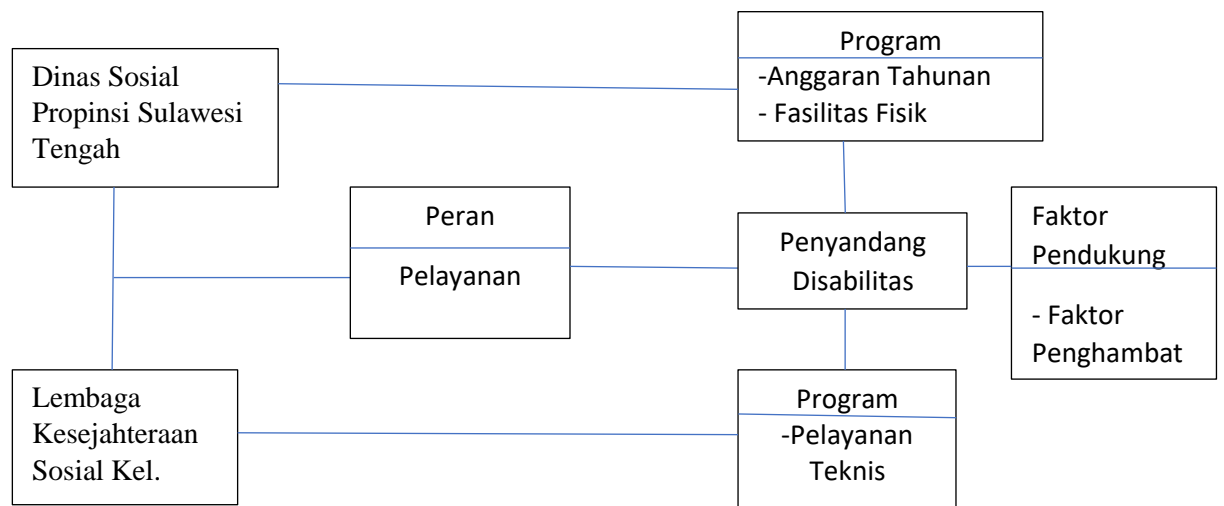 Dinas Sosial
Propinsi Sulawesi
Tengah
Program
-Anggaran Tahunan
- Fasilitas Fisik
Peran
Pelayanan
Penyandang
Disabilitas
Faktor
Pendukung
- Faktor
Penghambat
Lembaga
Kesejahteraan
Sosial Kel.
Program
-Pelayanan
Teknis